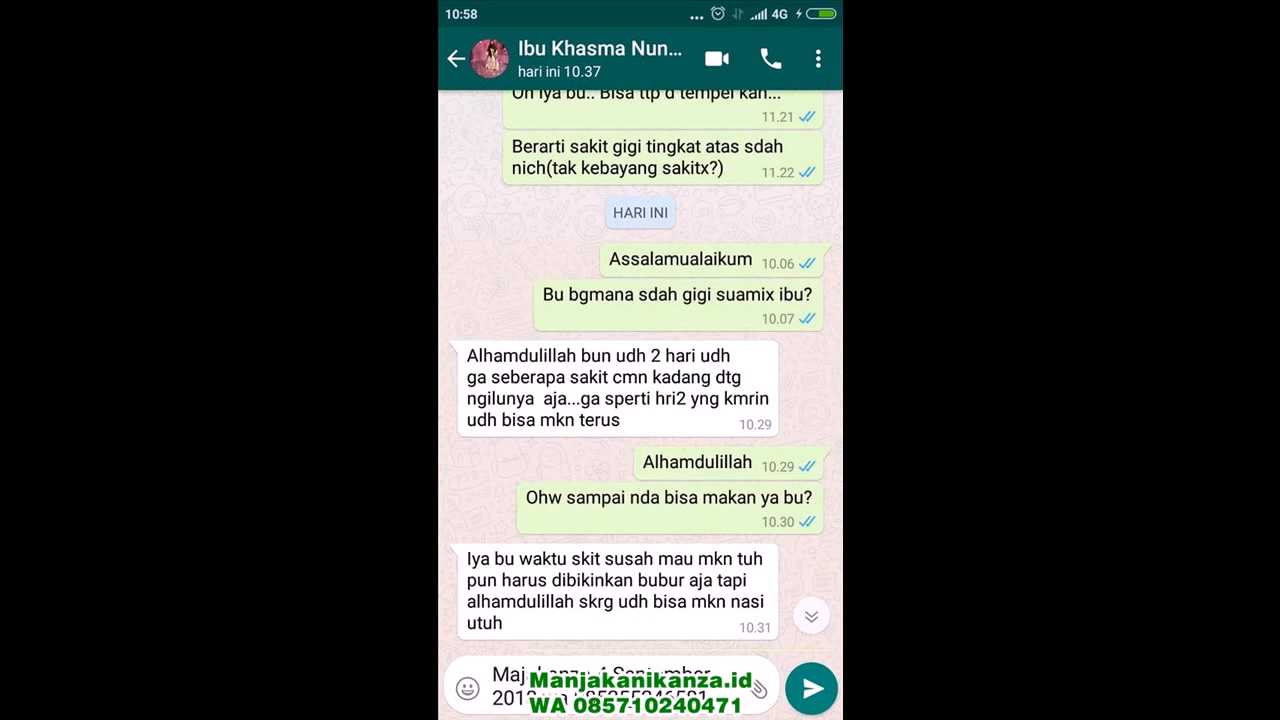 10:58
4G
Ibu Khasma Nun...
hari ini 10.37
Oh iya bu.. Bisa ttp d tempel kan...
11.21
Berarti sakit gigi tingkat atas sdah
nich(tak kebayang sakitx?)
11.22
HARI INI
Assalamualaikum 10.06
Bu bgmana sdah gigi suamix ibu?
10.07
Alhamdulillah bun udh 2 hari udh
ga seberapa sakit cmn kadang dtg
ngilunya aja...ga sperti hri2 yng kmrin
udh bisa mkn terus
10.29
Alhamdulillah 10.29
Ohw sampai nda bisa makan ya bu?
10.30
Iya bu waktu skit susah mau mkn tuh
pun harus dibikinkan bubur aja tapi
alhamdulillah skrg udh bisa mkn nasi
utuh
10.31
Manjakanikanza.id
WA 085710240471